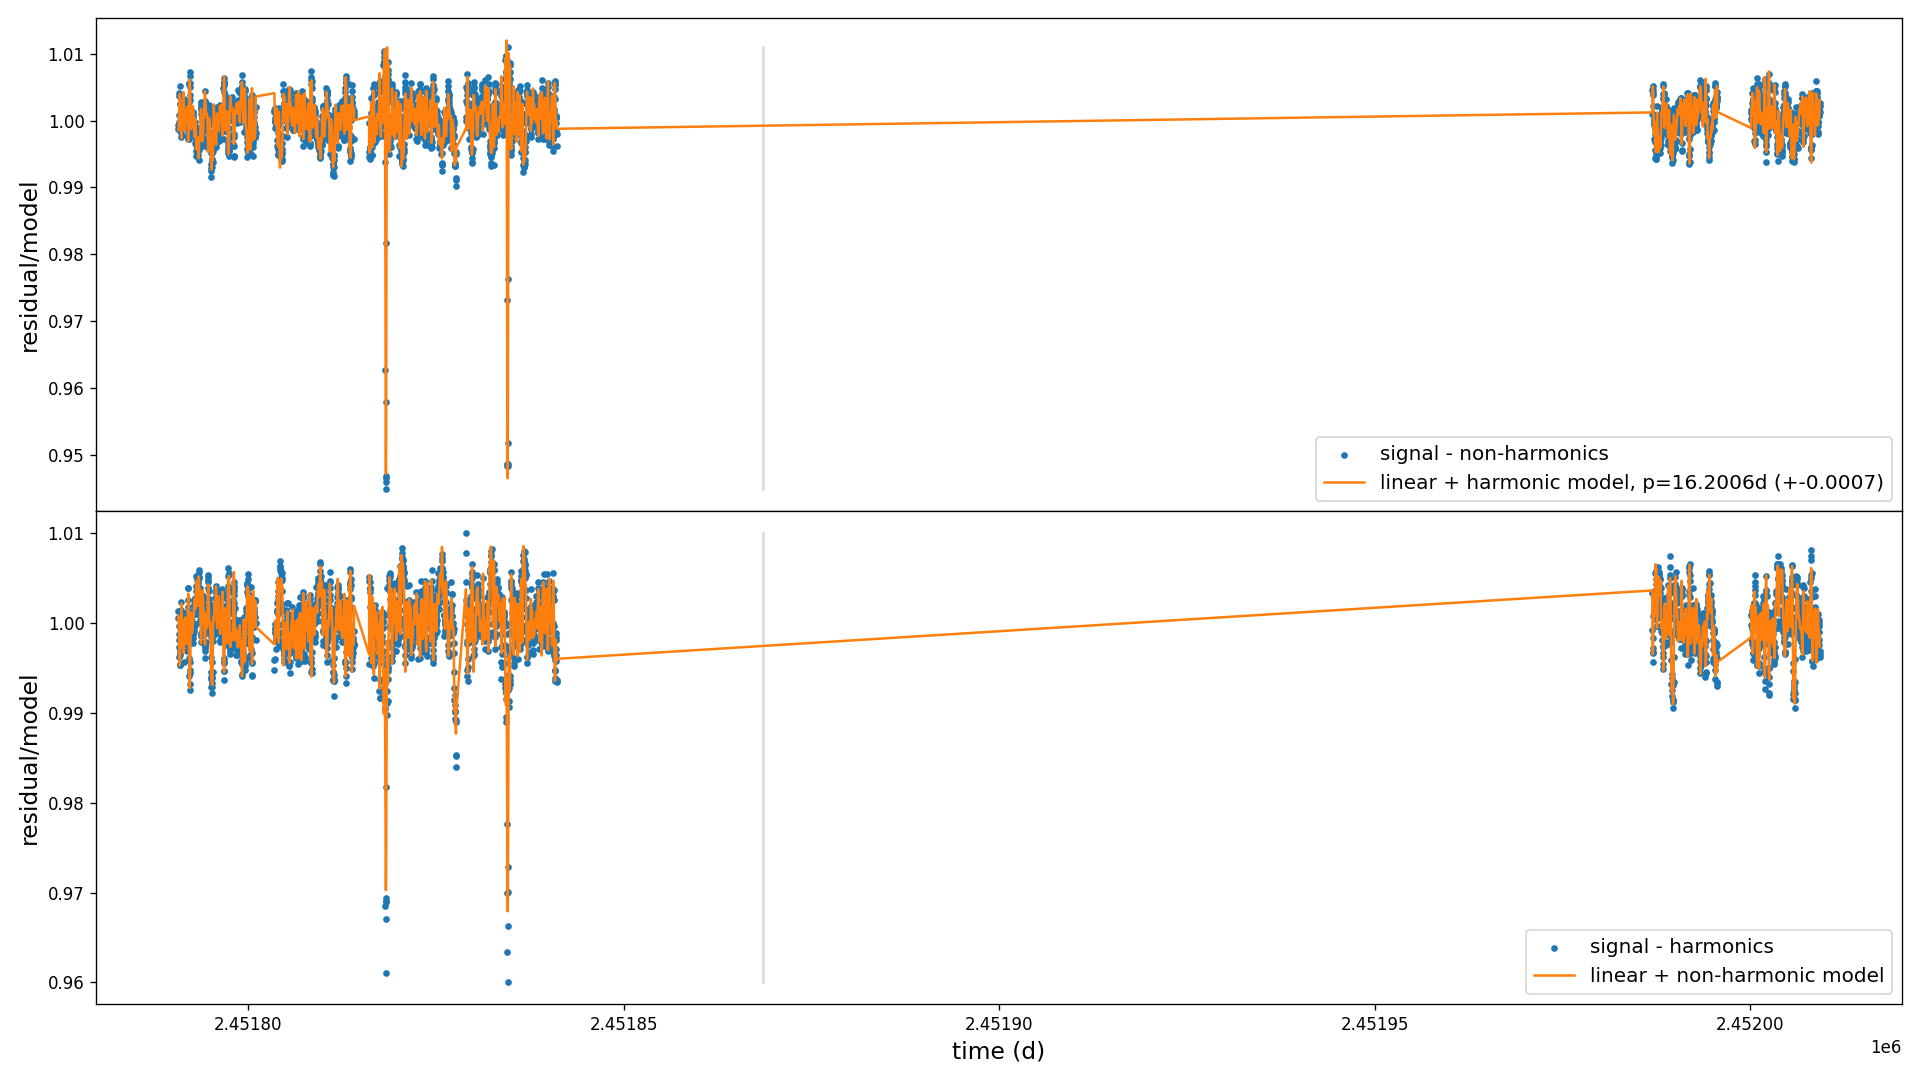 1.01
1.00
0.99
0.98
0.97
0.96
0.95
residual/model
signal - non-harmonics
linear + harmonic model, p=16.2006d (+-0.0007)
1.01
1.00
0.99
0.98
0.97
0.96
residual/model
signal - harmonics
linear + non-harmonic model
2.45180
2.45185
2.45190
2.45195
2.45200
1e6
time (d)